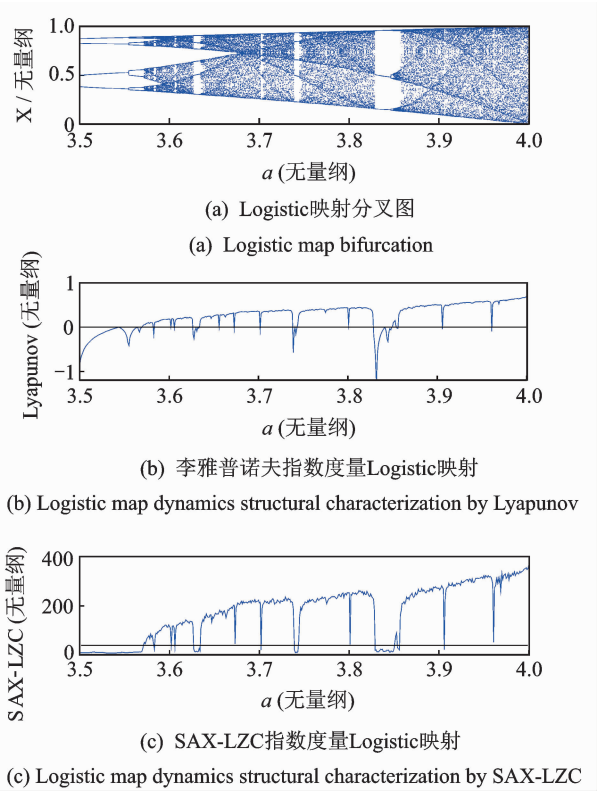 X / 无量纲
1.0
0.5
0
3.5 3.6 3.7 3.8 3.9 4.0
a (无量纲)
(a) Logistic映射分叉图
(a) Logistic map bifurcation
Lyapunov (无量纲)
1
0
−1
3.5 3.6 3.7 3.8 3.9 4.0
a (无量纲)
(b) 李雅普诺夫指数度量Logistic映射
(b) Logistic map dynamics structural characterization by Lyapunov
SAX-LZC (无量纲)
400
200
0
3.5 3.6 3.7 3.8 3.9 4.0
a (无量纲)
(c) SAX-LZC指数度量Logistic映射
(c) Logistic map dynamics structural characterization by SAX-LZC